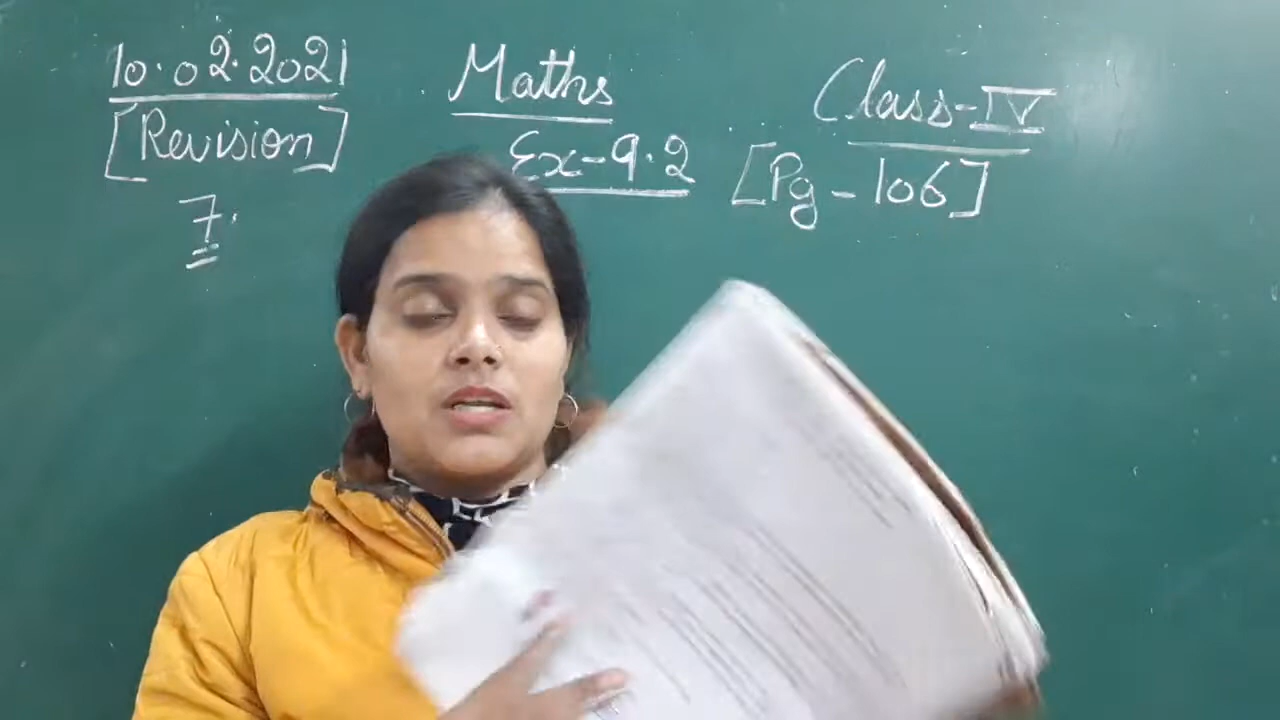 10.02.2021 Maths Class-IV
[Revision] Ex-9.2 [Pg-106]
7.